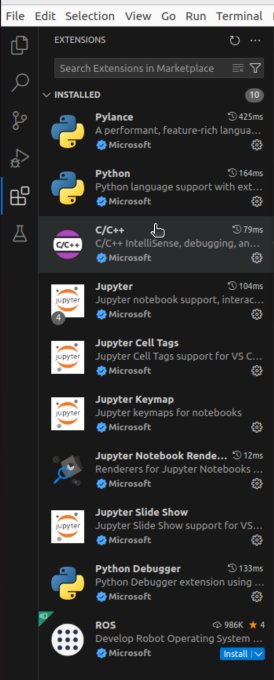 File Edit Selection View Go Run Terminal
EXTENSIONS
Search Extensions in Marketplace
INSTALLED 10
Pylance 425ms
A performant, feature-rich langua...
Microsoft
Python 164ms
Python language support with ext...
Microsoft
C/C++ 79ms
C/C++ C/C++ IntelliSense, debugging, an...
Microsoft
Jupyter 104ms
jupyter Jupyter notebook support, interac...
4 Microsoft
Jupyter Cell Tags
jupyter Jupyter Cell Tags support for VS C...
Microsoft
Jupyter Keymap
jupyter Jupyter keymaps for notebooks
Microsoft
Jupyter Notebook Rende... 12ms
Renderers for Jupyter Notebooks ...
Microsoft
Jupyter Slide Show
jupyter Jupyter Slide Show support for VS...
Microsoft
Python Debugger 133ms
Python Debugger extension using ...
Microsoft
ROS 986K 4
Develop Robot Operating System ...
Microsoft Install